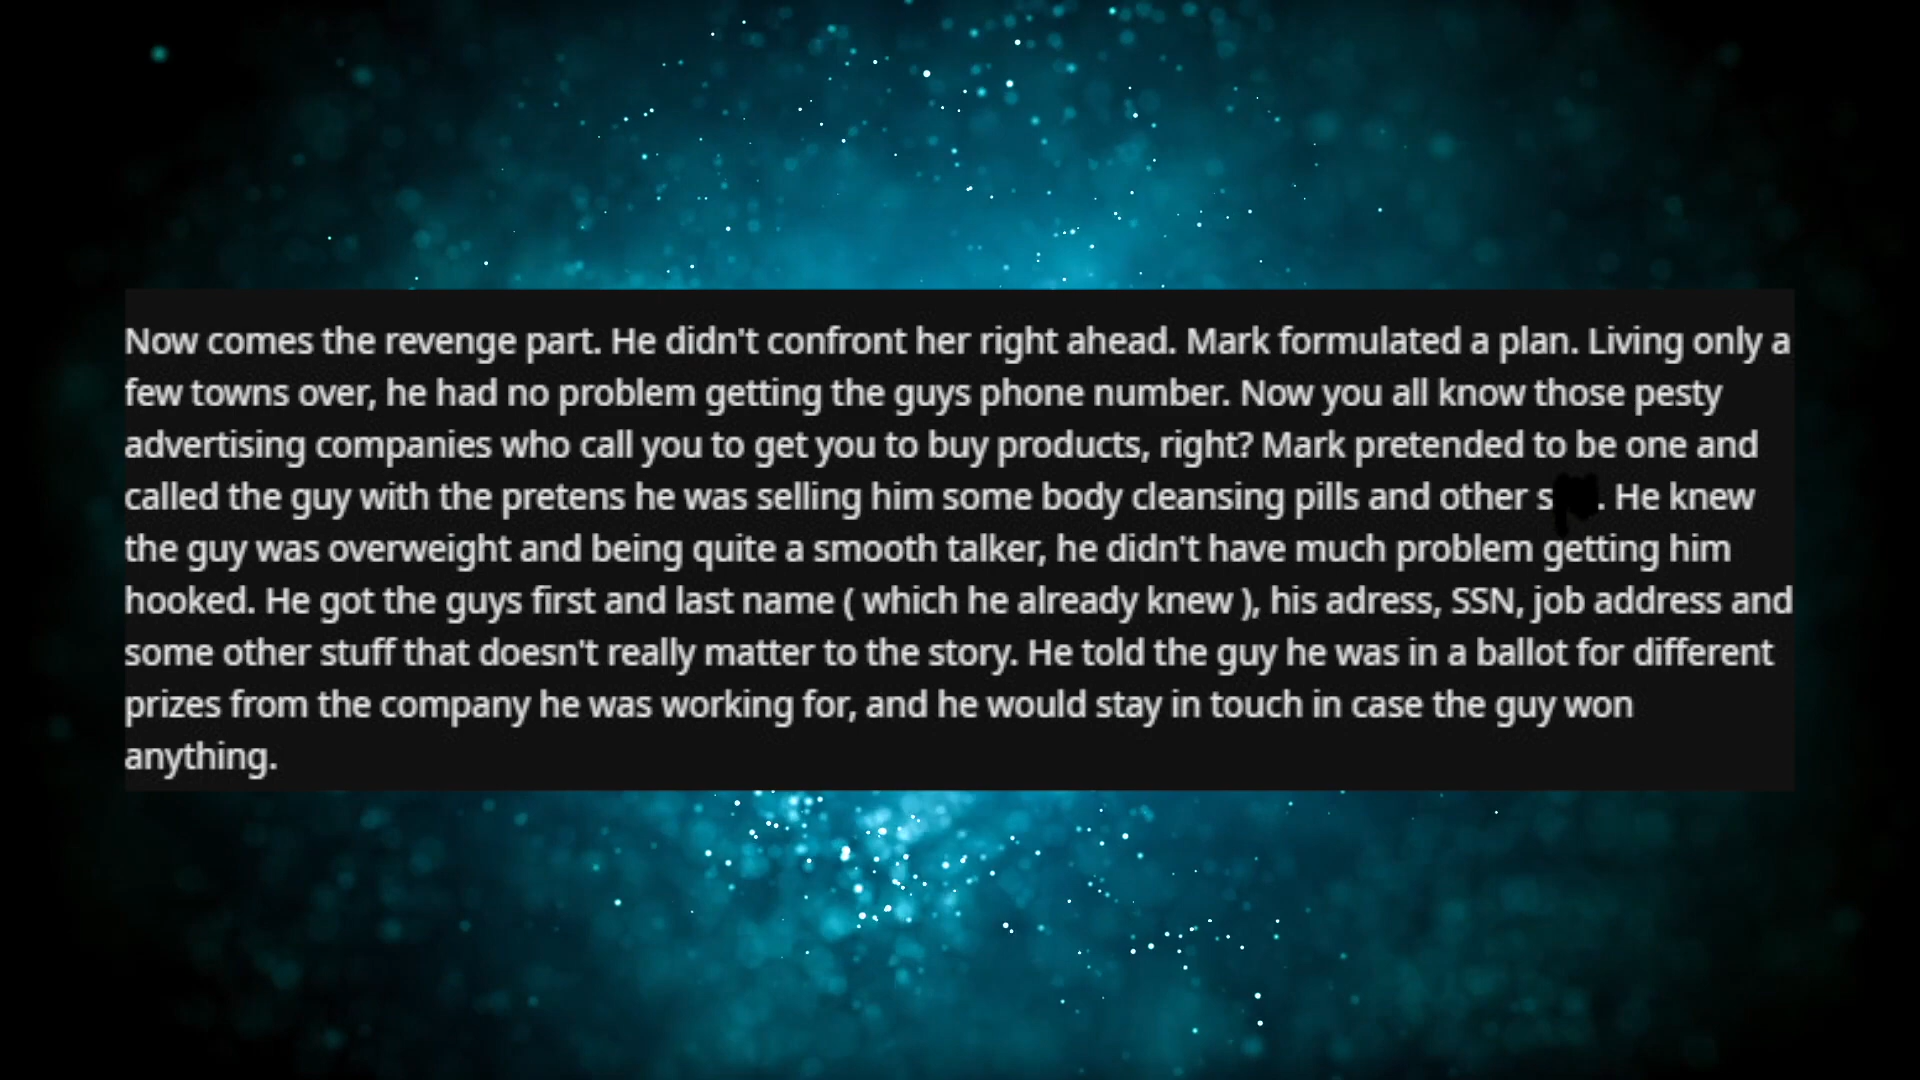 Now comes the revenge part. He didn't confront her right ahead. Mark formulated a plan. Living only a
few towns over, he had no problem getting the guys phone number. Now you all know those pesty
advertising companies who call you to get you to buy products, right? Mark pretended to be one and
called the guy with the pretens he was selling him some body cleansing pills and other s . He knew
the guy was overweight and being quite a smooth talker, he didn't have much problem getting him
hooked. He got the guys first and last name ( which he already knew ), his adress, SSN, job address and
some other stuff that doesn't really matter to the story. He told the guy he was in a ballot for different
prizes from the company he was working for, and he would stay in touch in case the guy won
anything.